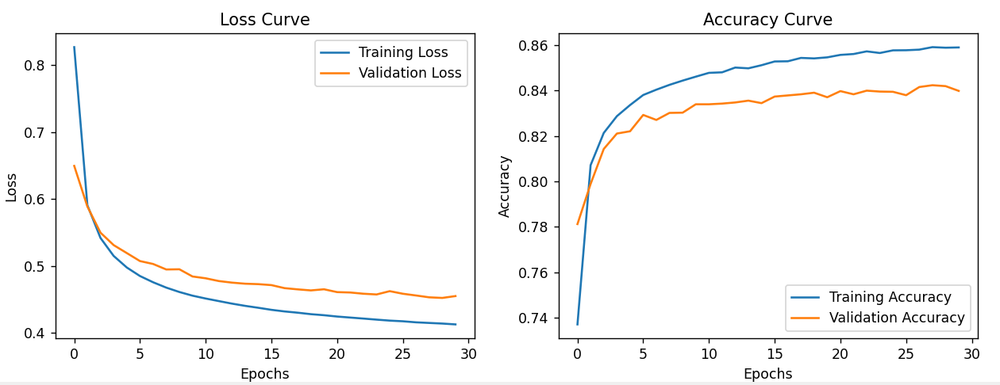 Loss Curve
Training Loss
Validation Loss
0.8
0.7
0.6
0.5
0.4
Loss
0 5 10 15 20 25 30
Epochs
Accuracy Curve
0.86
0.84
0.82
0.80
0.78
0.76
0.74
Accuracy
Training Accuracy
Validation Accuracy
0 5 10 15 20 25 30
Epochs